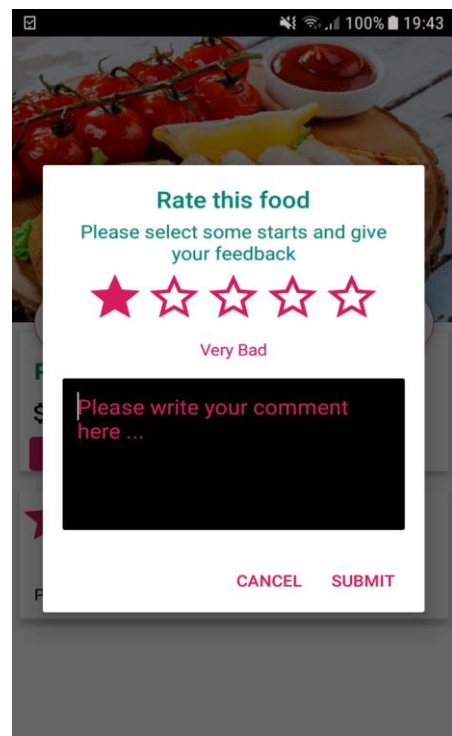 100% 19:43
Rate this food
Please select some starts and give
your feedback
Very Bad
Please write your comment
here ...
CANCEL SUBMIT